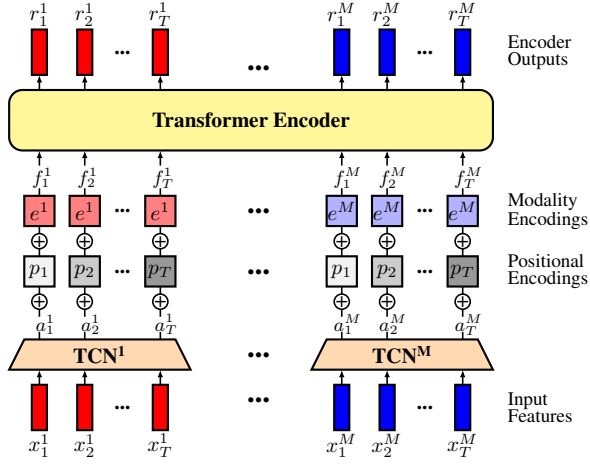 r_1^1 r_2^1 r_T^1 r_1^M r_2^M r_T^M
Encoder
Outputs
...
Transformer Encoder
f_1^1 f_2^1 f_T^1 f_1^M f_2^M f_T^M
Modality
Encodings
e^1 e^1 ... e^1 ... e^M e^M ... e^M
Positional
Encodings
p_1 p_2 ... p_T ... p_1 p_2 ... p_T
a_1^1 a_2^1 a_T^1 a_1^M a_2^M a_T^M
TCN^1 ... TCN^M
Input
Features
x_1^1 x_2^1 x_T^1 x_1^M x_2^M x_T^M